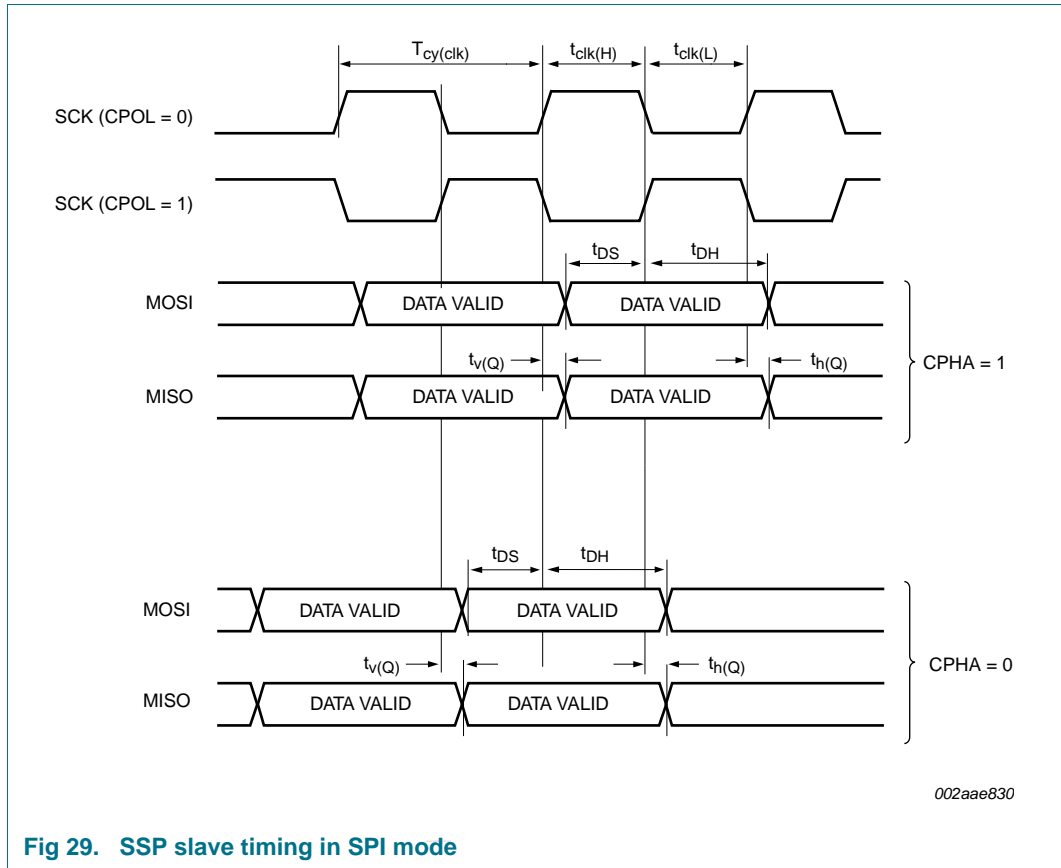 Tcy(clk) tclk(H) tclk(L)
SCK (CPOL = 0)
SCK (CPOL = 1)
tDS tDH
MOSI DATA VALID DATA VALID
tv(Q) th(Q)
CPHA = 1
MISO DATA VALID DATA VALID
tDS tDH
MOSI DATA VALID DATA VALID
tv(Q) th(Q)
CPHA = 0
MISO DATA VALID DATA VALID
002aae830
Fig 29. SSP slave timing in SPI mode